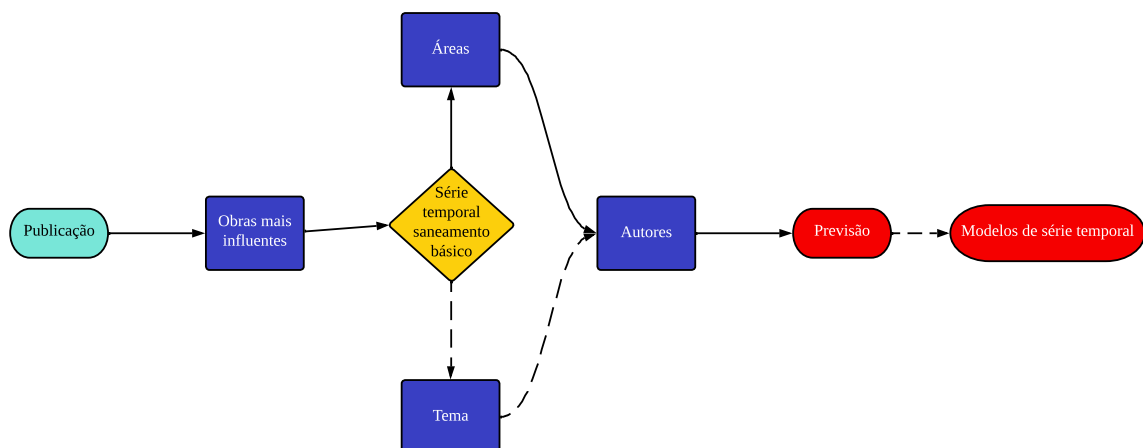 Áreas
Publicação
Obras mais
influentes
Série
temporal
saneamento
básico
Autores
Previsão
Modelos de série temporal
Tema